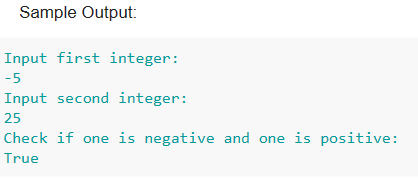 Sample Output:
Input first integer:
-5
Input second integer:
25
Check if one is negative and one is positive:
True